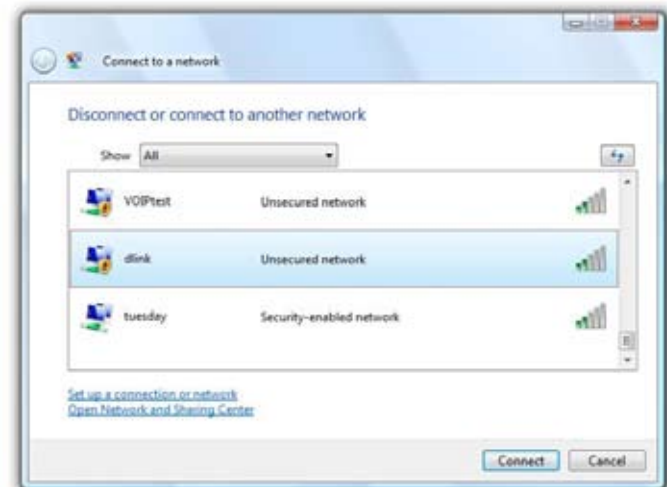 Connect to a network
Disconnect or connect to another network
Show All
VOIPtest Unsecured network
dlink Unsecured network
tuesday Security-enabled network
Set up a connection or network
Open Network and Sharing Center
Connect Cancel